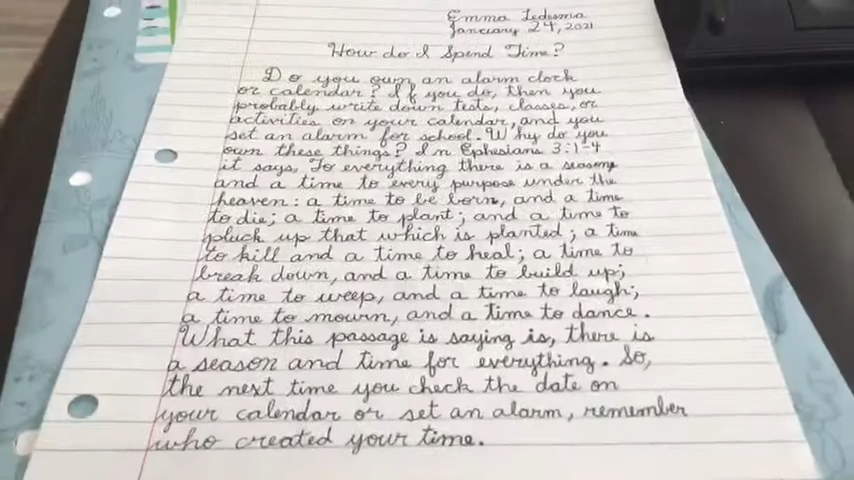 Emma Ledesma
January 24, 2021
How do I Spend Time?
Do you own an alarm clock
or calendar? If you do, then you
probably write down tests, classes, or
activities on your calendar, and you
set an alarm for school. Why do you
own these things? In Ephesians 3:1-4
it says, To everything there is a season,
and a time to every purpose under the
heaven: a time to be born, and a time
to die; a time to plant; and a time to
pluck up that which is planted; a time
to kill and a time to heal; a time to
break down, and a time to build up;
a time to weep, and a time to laugh;
a time to mourn, and a time to dance.
What this passage is saying is, there is
a season and time for everything. So,
the next time you check the date on
your calendar or set an alarm, remember
who created your time.